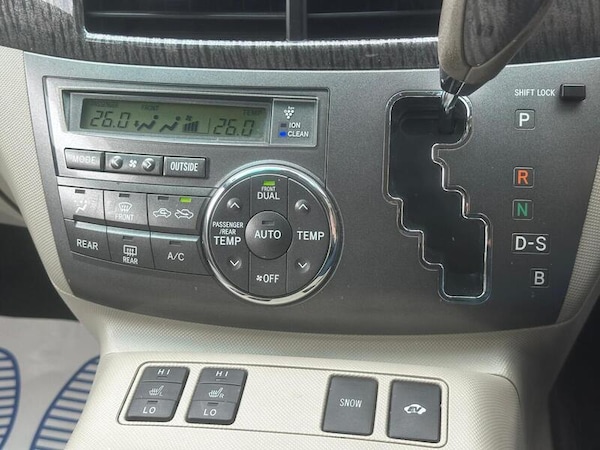 FRONT
26.0 26.0
ION
CLEAN
SHIFT LOCK
P
R
N
D-S
B
MODE
OUTSIDE
FRONT
REAR
REAR
A/C
FRONT
DUAL
PASSENGER
/REAR
TEMP
AUTO
TEMP
OFF
HI
L
LO
HI
R
LO
SNOW